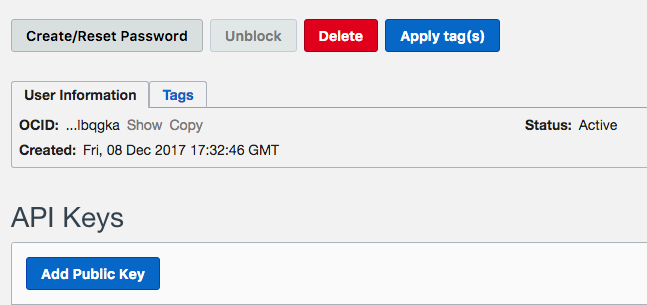 Create/Reset Password Unblock Delete Apply tag(s)
User Information Tags
OCID: ...lbqgka Show Copy Status: Active
Created: Fri, 08 Dec 2017 17:32:46 GMT
API Keys
Add Public Key